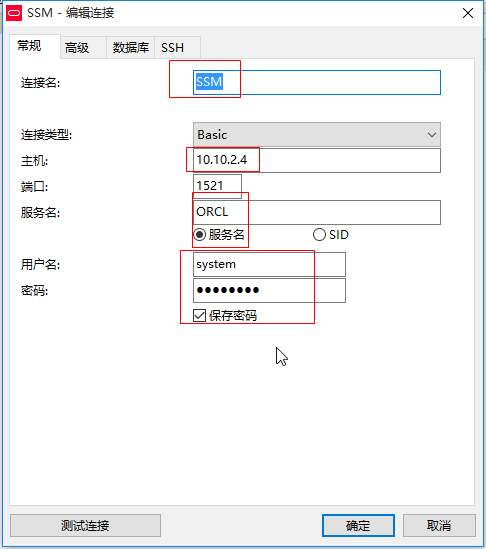 SSM - 编辑连接
常规 高级 数据库 SSH
连接名: SSM
连接类型: Basic
主机: 10.10.2.4
端口: 1521
服务名: ORCL
服务名 SID
用户名: system
密码: ●●●●●●●●
保存密码
测试连接 确定 取消